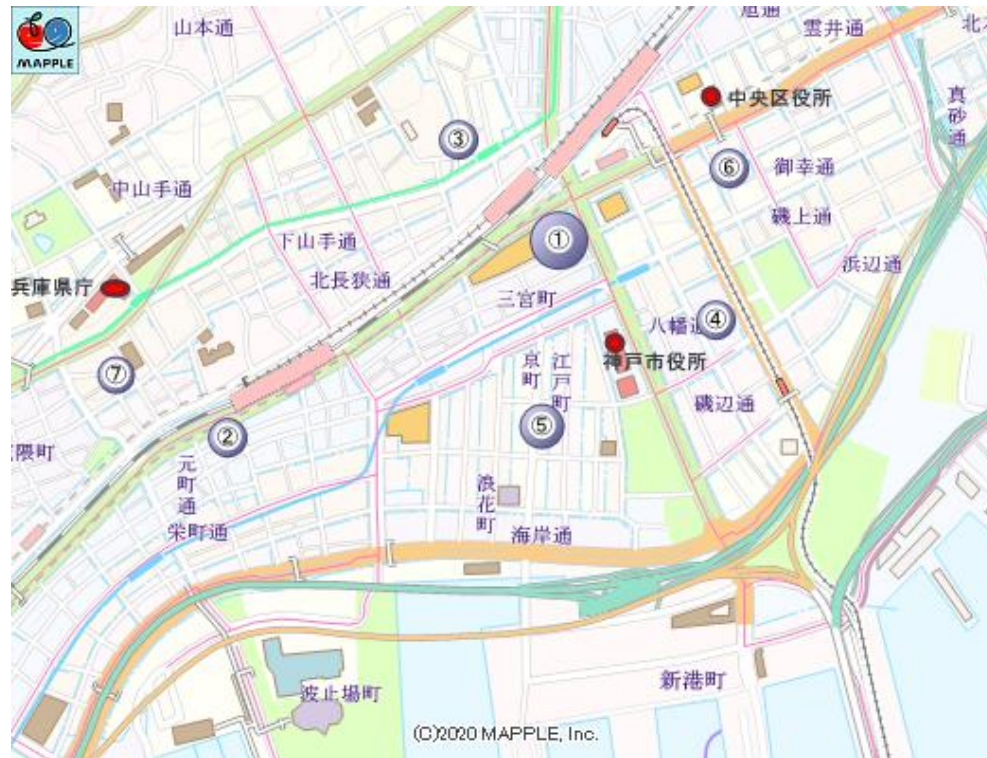 MAPPLE
山本通
旭通
雲井通
中央区役所
真砂通
③
⑥
御幸通
中山手通
磯上通
下山手通
①
北長狭通
浜辺通
兵庫県庁
三宮町
八幡通
④
神戸市役所
⑦
京町
江戸町
磯辺通
②
⑤
元町通
浪花町
栄町通
海岸通
新港町
波止場町
(C)2020 MAPPLE, Inc.